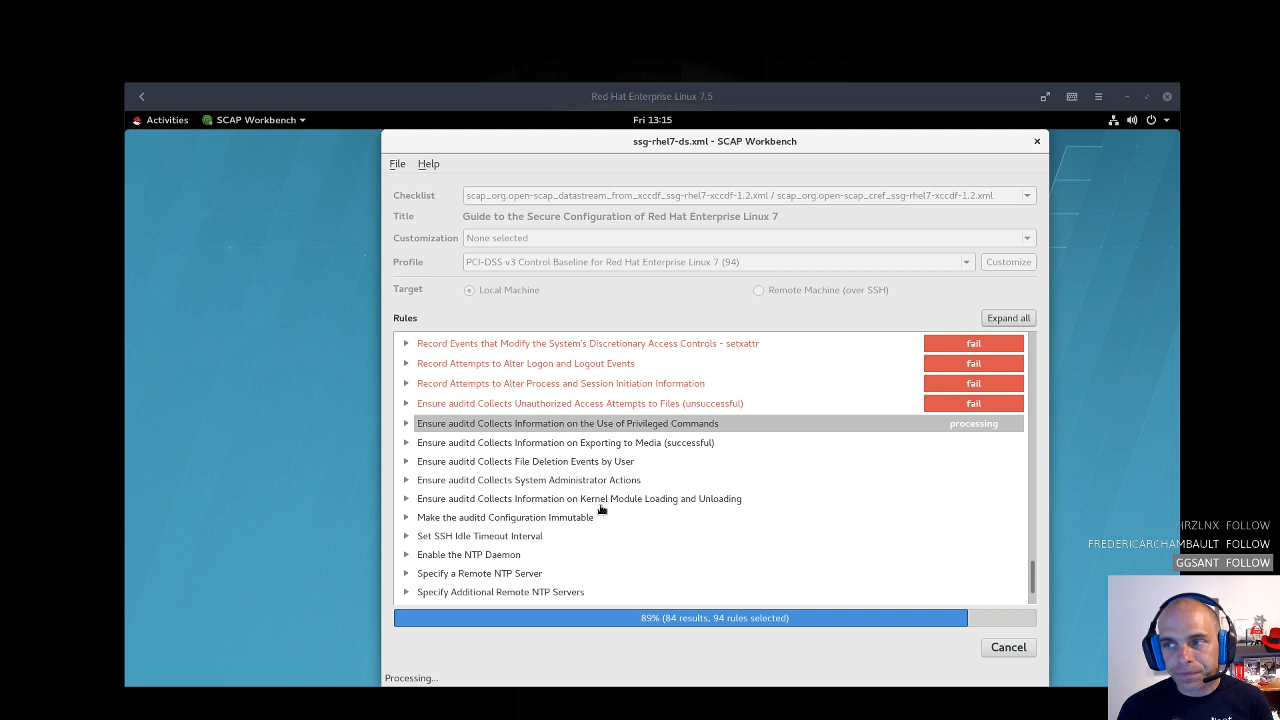 Red Hat Enterprise Linux 7.5
Activities SCAP Workbench Fri 13:15
ssg-rhel7-ds.xml - SCAP Workbench
File Help
Checklist scap_org.open-scap_datastream_from_xccdf_ssg-rhel7-xccdf-1.2.xml / scap_org.open-scap_cref_ssg-rhel7-xccdf-1.2.xml
Title Guide to the Secure Configuration of Red Hat Enterprise Linux 7
Customization None selected
Profile PCI-DSS v3 Control Baseline for Red Hat Enterprise Linux 7 (94) Customize
Target Local Machine Remote Machine (over SSH)
Rules Expand all
Record Events that Modify the System's Discretionary Access Controls - setxattr fail
Record Attempts to Alter Logon and Logout Events fail
Record Attempts to Alter Process and Session Initiation Information fail
Ensure auditd Collects Unauthorized Access Attempts to Files (unsuccessful) fail
Ensure auditd Collects Information on the Use of Privileged Commands processing
Ensure auditd Collects Information on Exporting to Media (successful)
Ensure auditd Collects File Deletion Events by User
Ensure auditd Collects System Administrator Actions
Ensure auditd Collects Information on Kernel Module Loading and Unloading
Make the auditd Configuration Immutable
Set SSH Idle Timeout Interval
Enable the NTP Daemon
Specify a Remote NTP Server
Specify Additional Remote NTP Servers
89% (84 results, 94 rules selected)
Cancel
Processing...
HRZLNX FOLLOW
FREDERICARCHAMBAULT FOLLOW
GGSANT FOLLOW